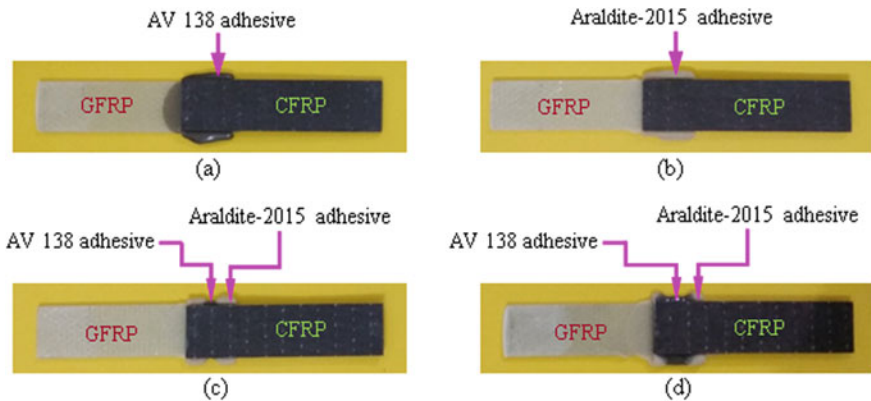 AV 138 adhesive
GFRP
CFRP
(a)
Araldite-2015 adhesive
GFRP
CFRP
(b)
AV 138 adhesive
Araldite-2015 adhesive
GFRP
CFRP
(c)
AV 138 adhesive
Araldite-2015 adhesive
GFRP
CFRP
(d)